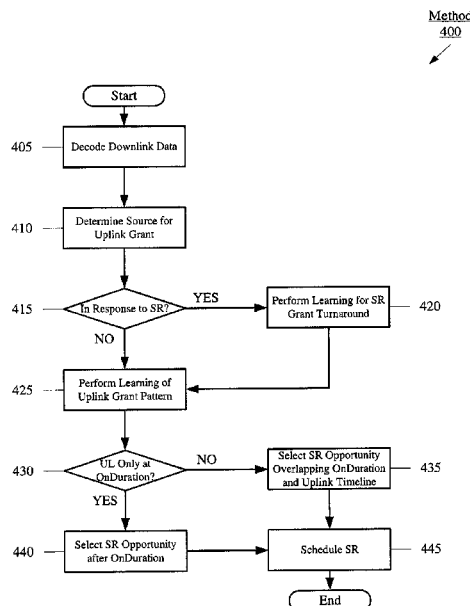 Method
400
Start
405
Decode Downlink Data
410
Determine Source for
Uplink Grant
415
In Response to SR?
YES
NO
Perform Learning for SR
Grant Turnaround
420
425
Perform Learning of
Uplink Grant Pattern
430
UL Only at
OnDuration?
NO
YES
Select SR Opportunity
Overlapping OnDuration
and Uplink Timeline
435
440
Select SR Opportunity
after OnDuration
Schedule SR
445
End